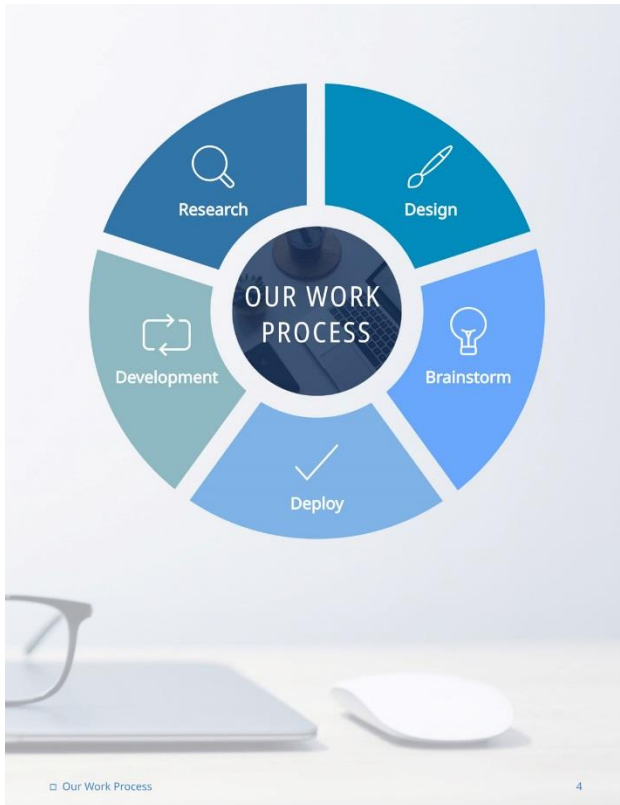 Research
Design
OUR WORK
PROCESS
Development
Brainstorm
Deploy
Our Work Process
4